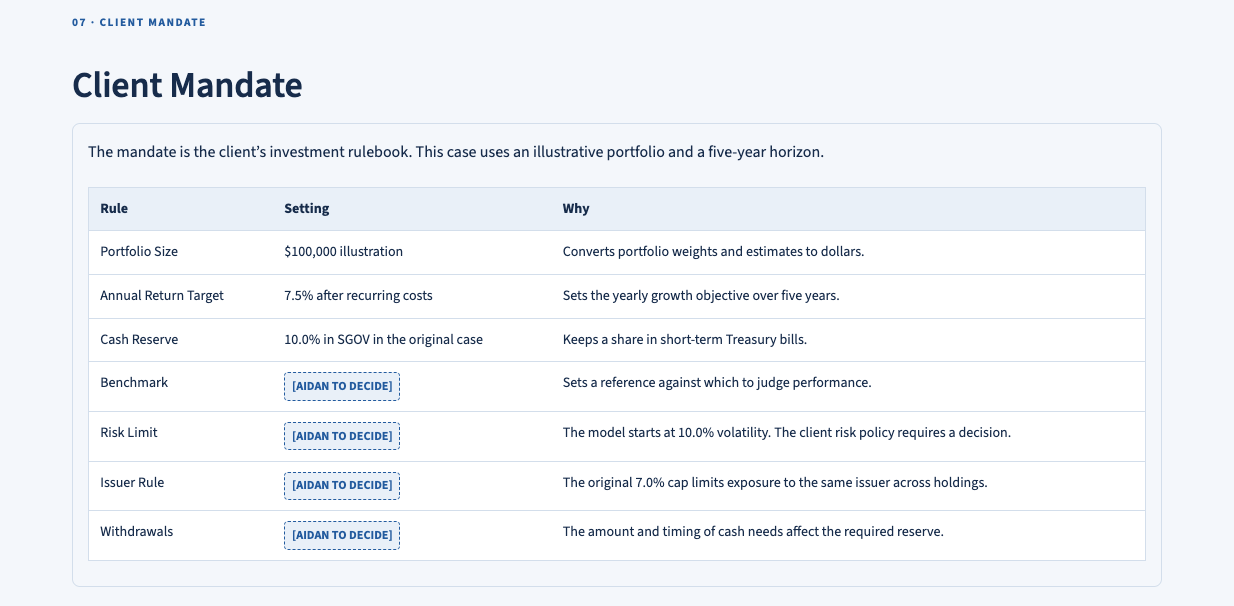 07 · CLIENT MANDATE
Client Mandate
The mandate is the client’s investment rulebook. This case uses an illustrative portfolio and a five-year horizon.
Rule Setting Why
Portfolio Size $100,000 illustration Converts portfolio weights and estimates to dollars.
Annual Return Target 7.5% after recurring costs Sets the yearly growth objective over five years.
Cash Reserve 10.0% in SGOV in the original case Keeps a share in short-term Treasury bills.
Benchmark [AIDAN TO DECIDE] Sets a reference against which to judge performance.
Risk Limit [AIDAN TO DECIDE] The model starts at 10.0% volatility. The client risk policy requires a decision.
Issuer Rule [AIDAN TO DECIDE] The original 7.0% cap limits exposure to the same issuer across holdings.
Withdrawals [AIDAN TO DECIDE] The amount and timing of cash needs affect the required reserve.